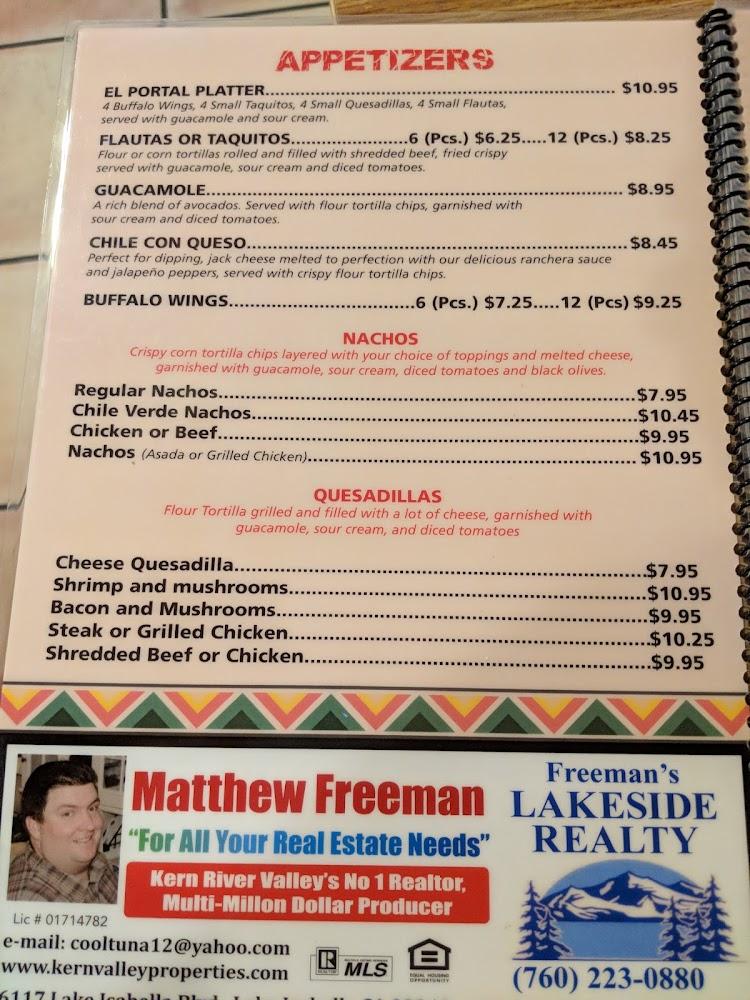 APPETIZERS
EL PORTAL PLATTER........................................................ $10.95
4 Buffalo Wings, 4 Small Taquitos, 4 Small Quesadillas, 4 Small Flautas,
served with guacamole and sour cream.
FLAUTAS OR TAQUITOS...................6 (Pcs.) $6.25.....12 (Pcs.) $8.25
Flour or corn tortillas rolled and filled with shredded beef, fried crispy
served with guacamole, sour cream and diced tomatoes.
GUACAMOLE.................................................................... $8.95
A rich blend of avocados. Served with flour tortilla chips, garnished with
sour cream and diced tomatoes.
CHILE CON QUESO..............................................................$8.45
Perfect for dipping, jack cheese melted to perfection with our delicious ranchera sauce
and jalapeño peppers, served with crispy flour tortilla chips.
BUFFALO WINGS..............................6 (Pcs.) $7.25.....12 (Pcs) $9.25
NACHOS
Crispy corn tortilla chips layered with your choice of toppings and melted cheese,
garnished with guacamole, sour cream, diced tomatoes and black olives.
Regular Nachos....................................................................$7.95
Chile Verde Nachos..............................................................$10.45
Chicken or Beef....................................................................$9.95
Nachos (Asada or Grilled Chicken)...................................................... $10.95
QUESADILLAS
Flour Tortilla grilled and filled with a lot of cheese, garnished with
guacamole, sour cream, and diced tomatoes
Cheese Quesadilla.................................................................$7.95
Shrimp and mushrooms..........................................................$10.95
Bacon and Mushrooms...........................................................$9.95
Steak or Grilled Chicken.........................................................$10.25
Shredded Beef or Chicken.......................................................$9.95
Matthew Freeman
"For All Your Real Estate Needs"
Kern River Valley's No 1 Realtor,
Multi-Millon Dollar Producer
Freeman's
LAKESIDE
REALTY
Lic # 01714782
e-mail: cooltuna12@yahoo.com
www.kernvalleyproperties.com
REALTOR
MLS
EQUAL HOUSING
OPPORTUNITY
(760) 223-0880
6117 Lake Isabella Blvd.